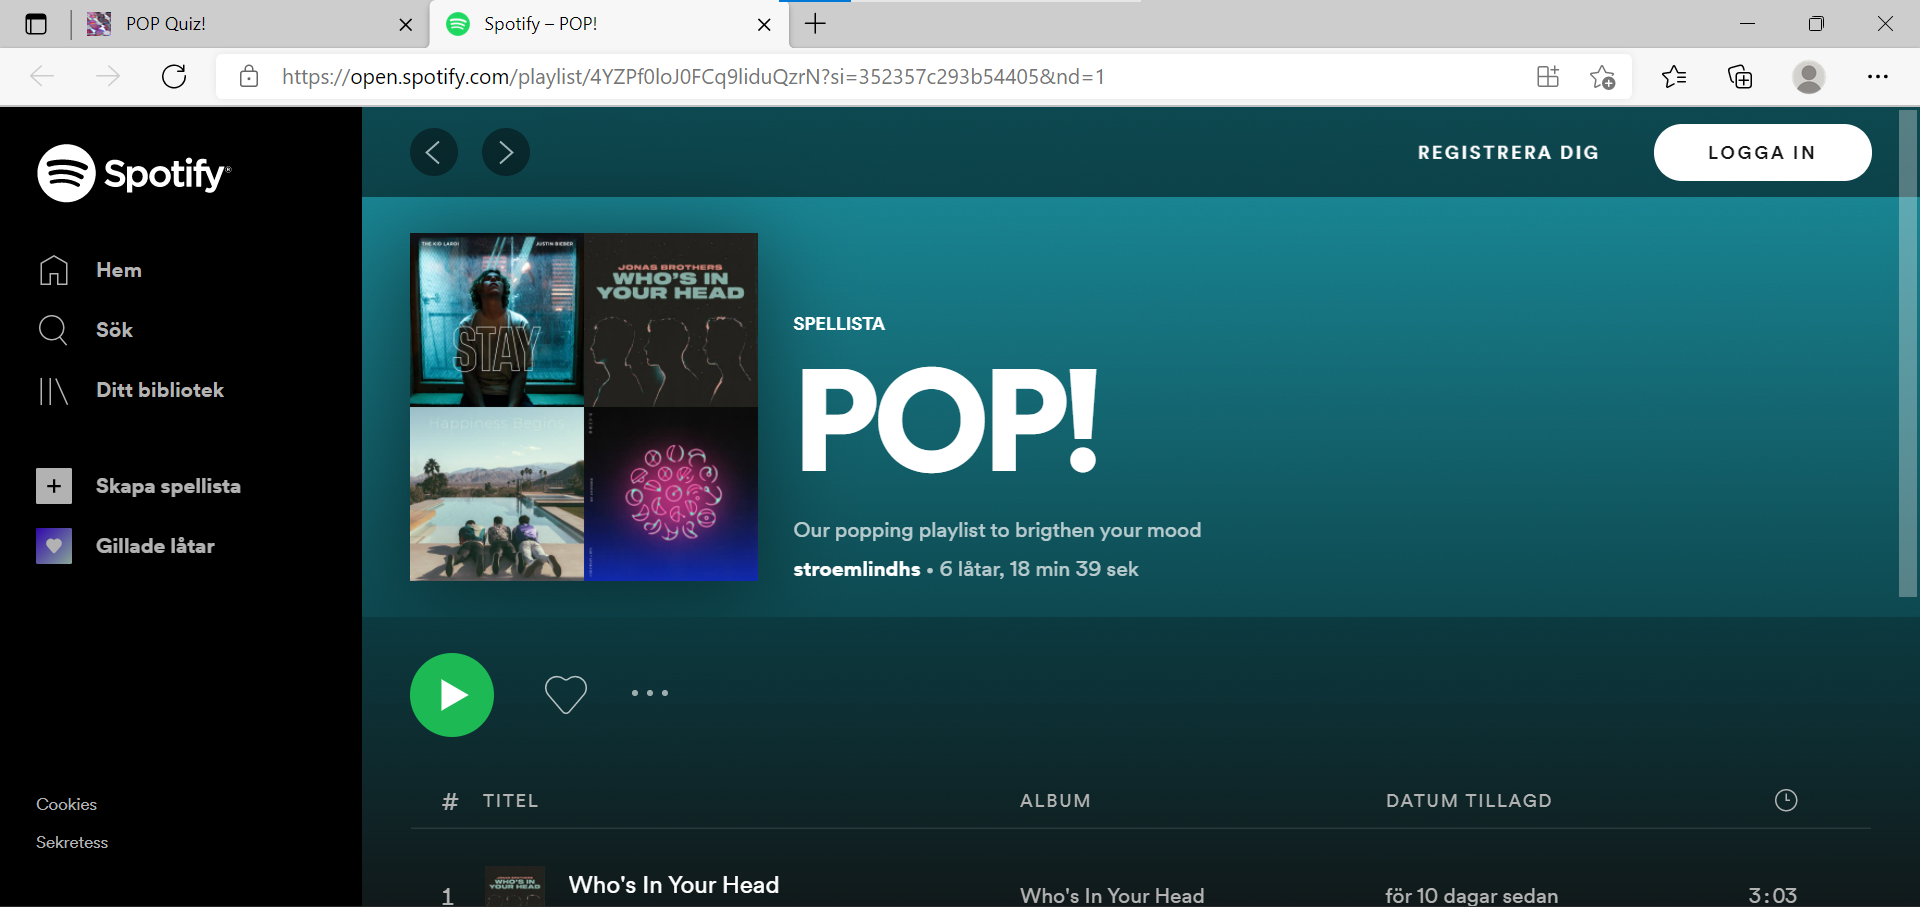 POP Quiz!
Spotify – POP!
https://open.spotify.com/playlist/4YZPf0loJ0FCq9liduQzrN?si=352357c293b54405&nd=1
Spotify®
Hem
Sök
Ditt bibliotek
Skapa spellista
Gillade låtar
Cookies
Sekretess
REGISTRERA DIG
LOGGA IN
THE KID LAROI JUSTIN BIEBER
STAY
JONAS BROTHERS
WHO'S IN
YOUR HEAD
Happiness Begins
SPELLISTA
POP!
Our popping playlist to brigthen your mood
stroemlindhs • 6 låtar, 18 min 39 sek
# TITEL ALBUM DATUM TILLAGD
WHO'S IN
YOUR HEAD
1 Who's In Your Head Who's In Your Head för 10 dagar sedan 3:03